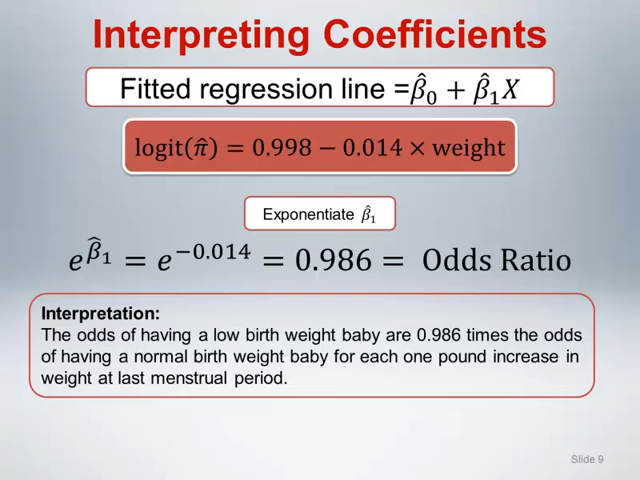 Interpreting Coefficients
Fitted regression line =β̂₀ + β̂₁X
logit(π̂) = 0.998 − 0.014 × weight
Exponentiate β̂₁
e^β̂₁ = e^−0.014 = 0.986 = Odds Ratio
Interpretation:
The odds of having a low birth weight baby are 0.986 times the odds
of having a normal birth weight baby for each one pound increase in
weight at last menstrual period.
Slide 9